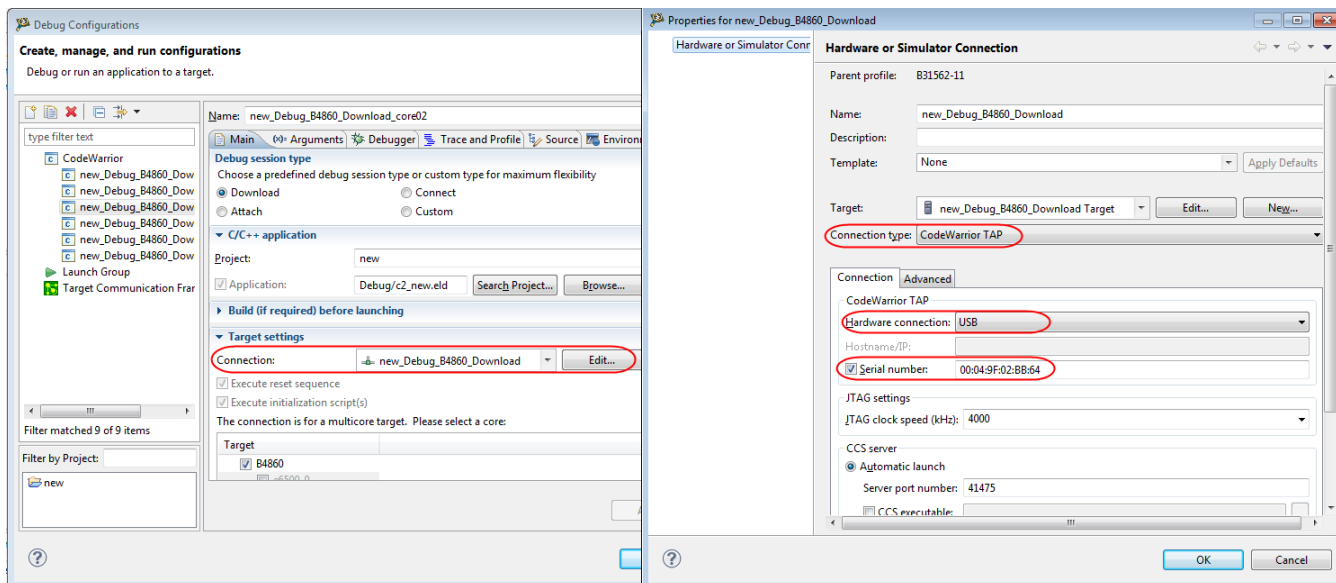 Debug Configurations
Create, manage, and run configurations
Debug or run an application to a target.
type filter text
CodeWarrior
new_Debug_B4860_Dow
new_Debug_B4860_Dow
new_Debug_B4860_Dow
new_Debug_B4860_Dow
new_Debug_B4860_Dow
new_Debug_B4860_Dow
Launch Group
Target Communication Frar
Filter matched 9 of 9 items
Filter by Project:
new
Name: new_Debug_B4860_Download_core02
Main (x)= Arguments Debugger Trace and Profile Source Environ
Debug session type
Choose a predefined debug session type or custom type for maximum flexibility
Download Connect
Attach Custom
C/C++ application
Project: new
Application: Debug/c2_new.eld Search Project... Browse...
Build (if required) before launching
Target settings
Connection: new_Debug_B4860_Download Edit...
Execute reset sequence
Execute initialization script(s)
The connection is for a multicore target. Please select a core:
Target
B4860
Properties for new_Debug_B4860_Download
Hardware or Simulator Conr
Hardware or Simulator Connection
Parent profile: B31562-11
Name: new_Debug_B4860_Download
Description:
Template: None Apply Defaults
Target: new_Debug_B4860_Download Target Edit... New...
Connection type: CodeWarrior TAP
Connection Advanced
CodeWarrior TAP
Hardware connection: USB
Hostname/IP:
Serial number: 00:04:9F:02:BB:64
JTAG settings
JTAG clock speed (kHz): 4000
CCS server
Automatic launch
Server port number: 41475
CCS executable:
OK Cancel